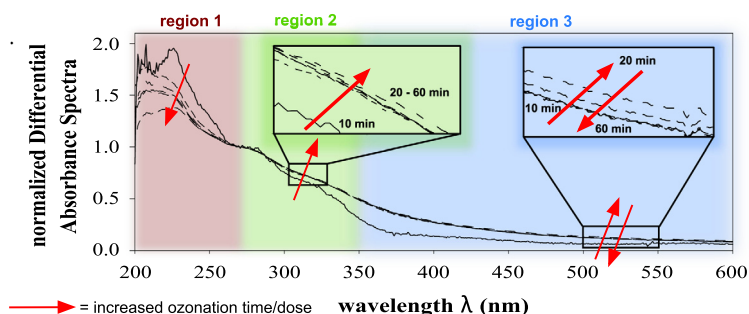 region 1 region 2 region 3
normalized Differential
Absorbance Spectra
2.0
1.5
1.0
0.5
0.0
20 - 60 min
10 min
20 min
10 min
60 min
200 250 300 350 400 450 500 550 600
= increased ozonation time/dose
wavelength λ (nm)